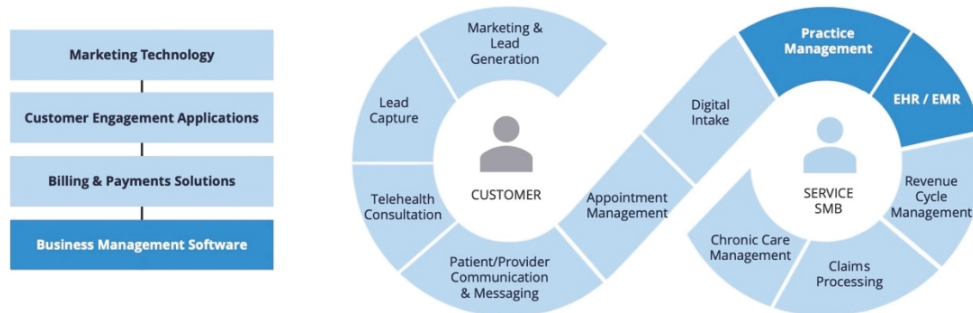 Marketing Technology
Customer Engagement Applications
Billing & Payments Solutions
Business Management Software
Marketing &
Lead
Generation
Lead
Capture
Telehealth
Consultation
Patient/Provider
Communication
& Messaging
CUSTOMER
Appointment
Management
Digital
Intake
Practice
Management
EHR / EMR
Revenue
Cycle
Management
Claims
Processing
Chronic Care
Management
SERVICE
SMB